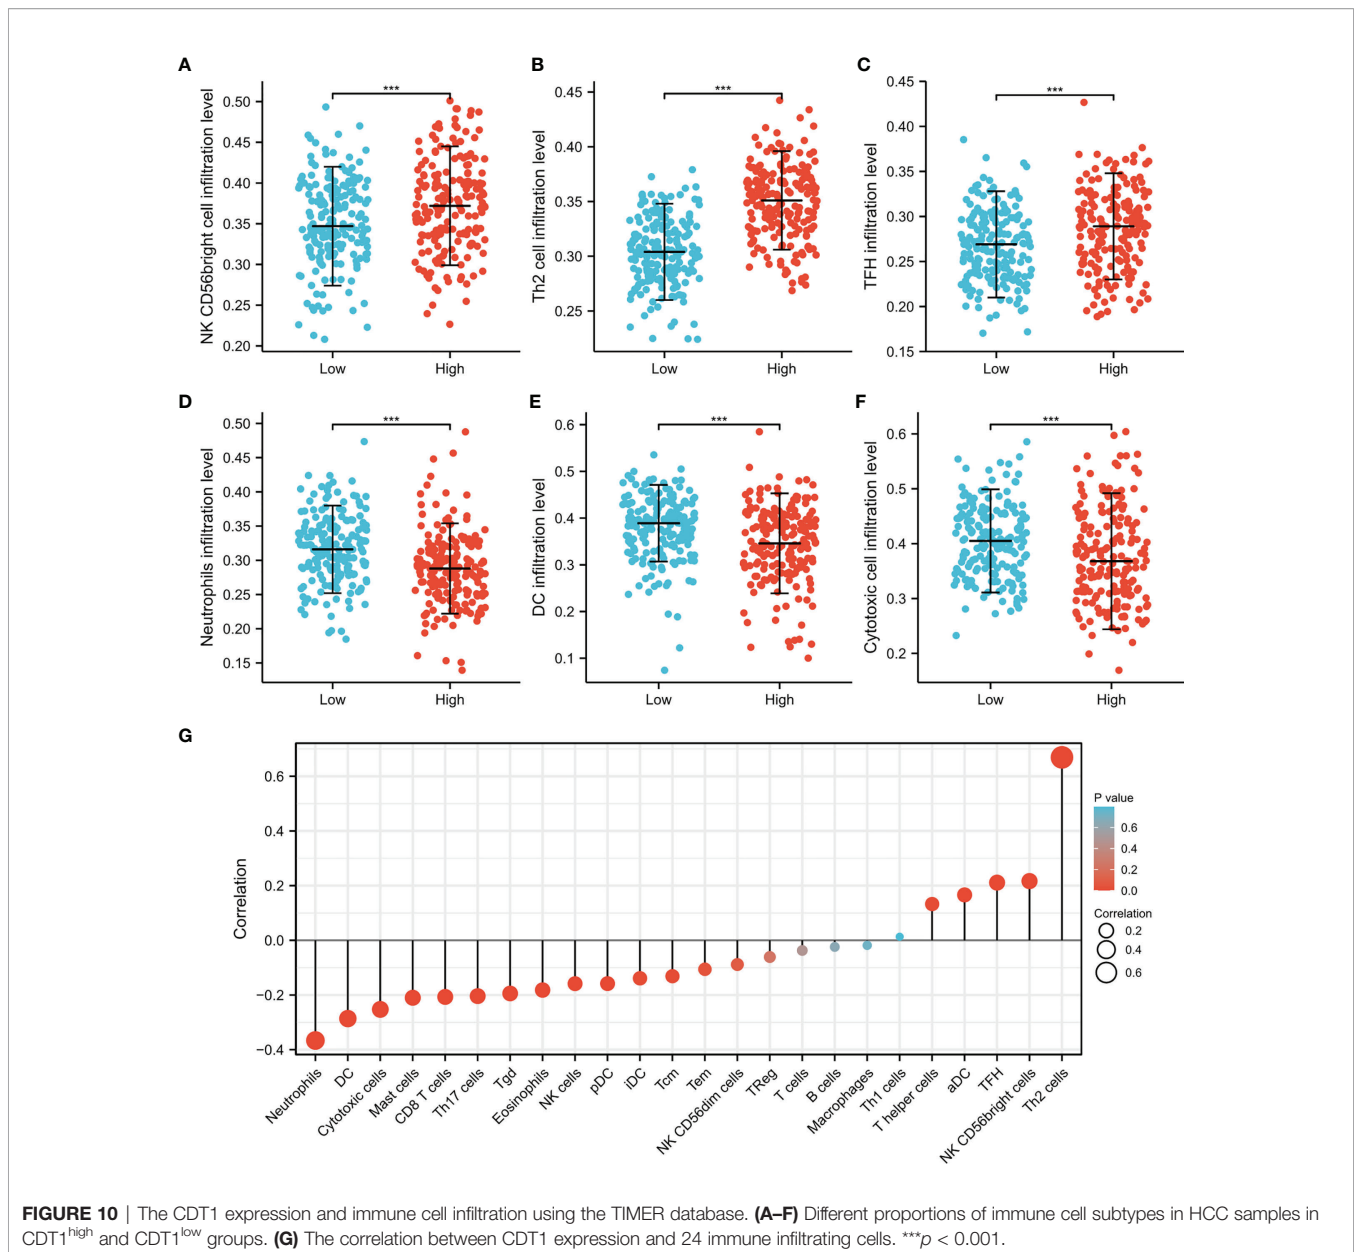 A
NK CD56bright cell infiltration level
0.50
0.45
0.40
0.35
0.30
0.25
0.20
***
Low
High
B
Th2 cell infiltration level
0.45
0.40
0.35
0.30
0.25
***
Low
High
C
TFH infiltration level
0.45
0.40
0.35
0.30
0.25
0.20
0.15
***
Low
High
D
Neutrophils infiltration level
0.50
0.45
0.40
0.35
0.30
0.25
0.20
0.15
***
Low
High
E
DC infiltration level
0.6
0.5
0.4
0.3
0.2
0.1
***
Low
High
F
Cytotoxic cell infiltration level
0.6
0.5
0.4
0.3
0.2
***
Low
High
G
Correlation
0.6
0.4
0.2
0.0
−0.2
−0.4
Neutrophils
DC
Cytotoxic cells
Mast cells
CD8 T cells
Th17 cells
Tgd
Eosinophils
NK cells
pDC
iDC
Tcm
Tem
NK CD56dim cells
TReg
T cells
B cells
Macrophages
Th1 cells
T helper cells
aDC
TFH
NK CD56bright cells
Th2 cells
P value
0.6
0.4
0.2
0.0
Correlation
0.2
0.4
0.6
FIGURE 10 | The CDT1 expression and immune cell infiltration using the TIMER database. (A–F) Different proportions of immune cell subtypes in HCC samples in
CDT1high and CDT1low groups. (G) The correlation between CDT1 expression and 24 immune infiltrating cells. ***p < 0.001.